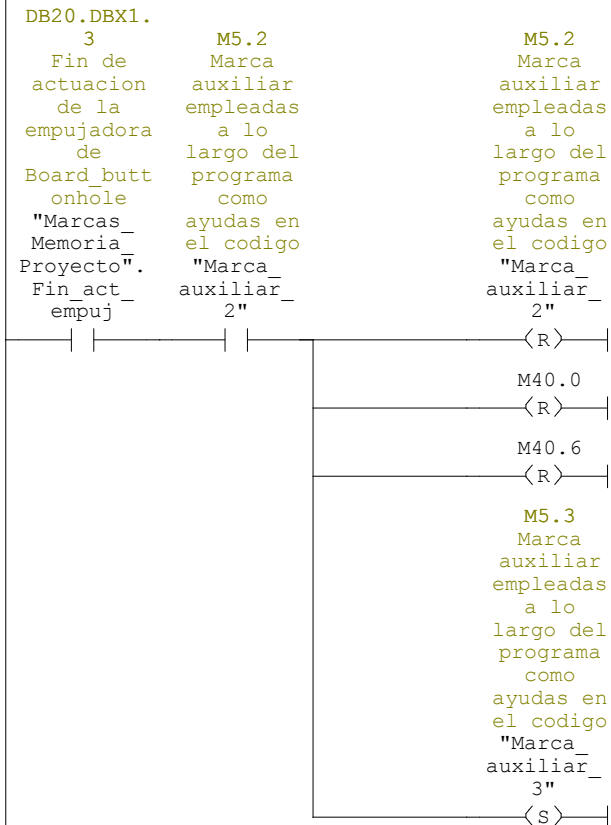 DB20.DBX1.
3
Fin de
actuacion
de la
empujadora
de
Board_butt
onhole
"Marcas_
Memoria_
Proyecto".
Fin_act_
empuj
M5.2
Marca
auxiliar
empleadas
a lo
largo del
programa
como
ayudas en
el codigo
"Marca_
auxiliar_
2"
M5.2
Marca
auxiliar
empleadas
a lo
largo del
programa
como
ayudas en
el codigo
"Marca_
auxiliar_
2"
R
M40.0
R
M40.6
R
M5.3
Marca
auxiliar
empleadas
a lo
largo del
programa
como
ayudas en
el codigo
"Marca_
auxiliar_
3"
S